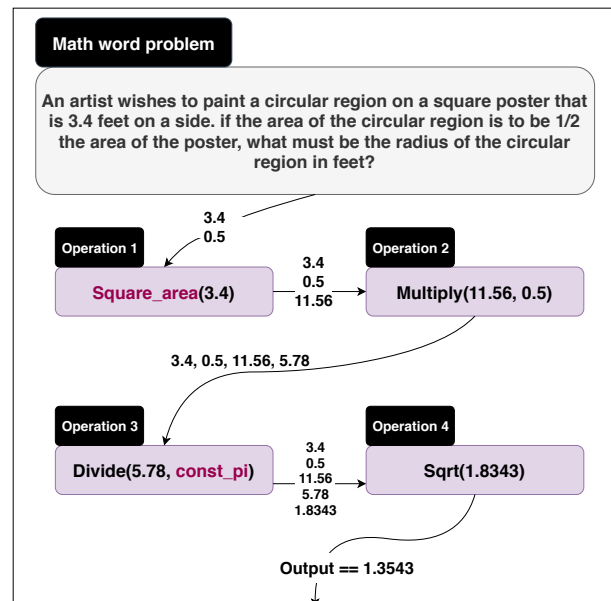 Math word problem
An artist wishes to paint a circular region on a square poster that
is 3.4 feet on a side. if the area of the circular region is to be 1/2
the area of the poster, what must be the radius of the circular
region in feet?
3.4
0.5
Operation 1
Square_area(3.4)
3.4
0.5
11.56
Operation 2
Multiply(11.56, 0.5)
3.4, 0.5, 11.56, 5.78
Operation 3
Divide(5.78, const_pi)
3.4
0.5
11.56
5.78
1.8343
Operation 4
Sqrt(1.8343)
Output == 1.3543